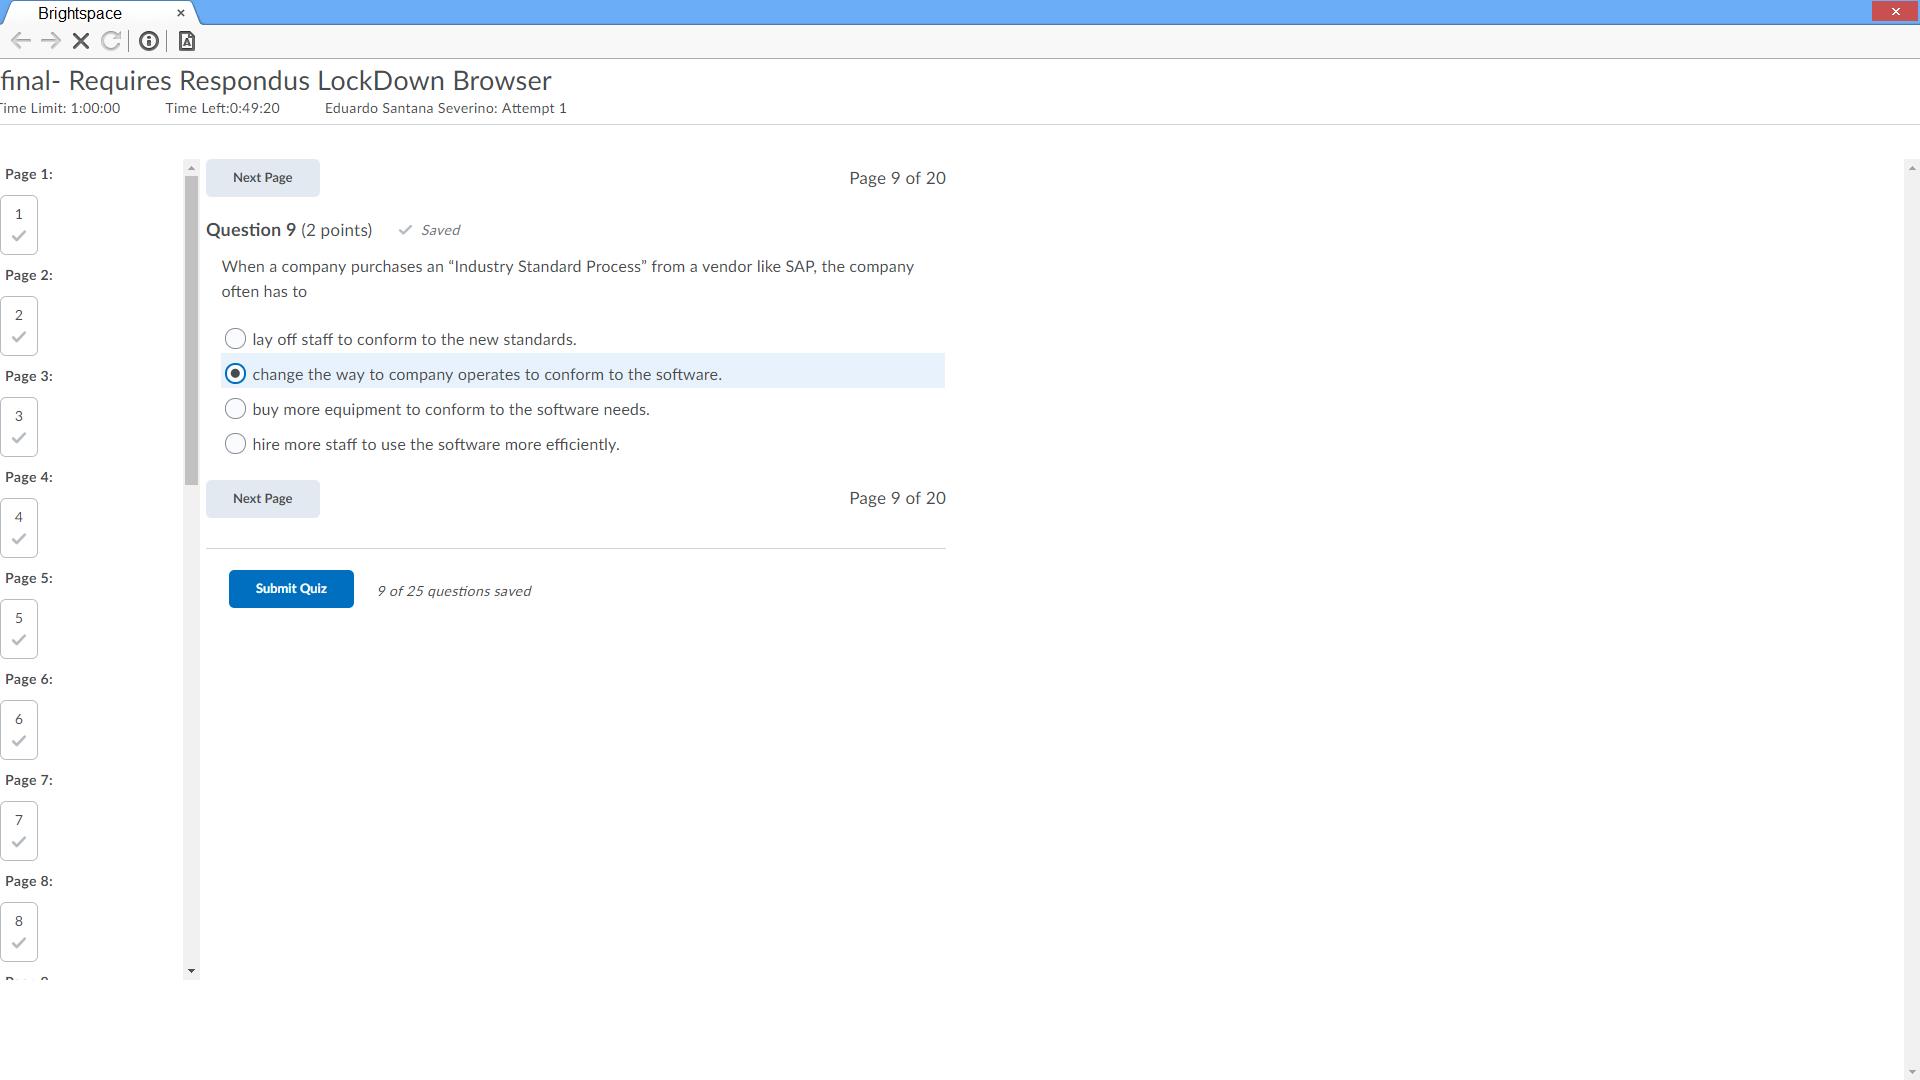 Brightspace
final- Requires Respondus LockDown Browser
Time Limit: 1:00:00 Time Left:0:49:20 Eduardo Santana Severino: Attempt 1
Page 1:
1
Page 2:
2
Page 3:
3
Page 4:
4
Page 5:
5
Page 6:
6
Page 7:
7
Page 8:
8
Next Page Page 9 of 20
Question 9 (2 points) Saved
When a company purchases an “Industry Standard Process” from a vendor like SAP, the company
often has to
lay off staff to conform to the new standards.
change the way to company operates to conform to the software.
buy more equipment to conform to the software needs.
hire more staff to use the software more efficiently.
Next Page Page 9 of 20
Submit Quiz 9 of 25 questions saved